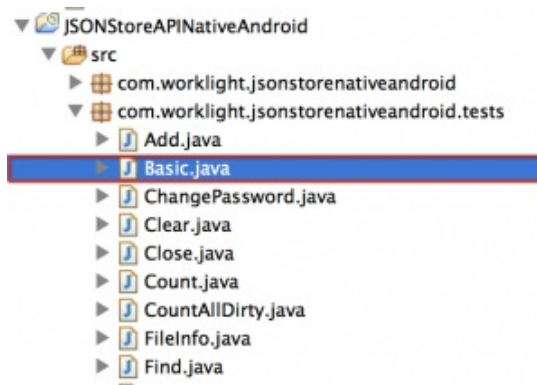 JSONStoreAPINativeAndroid
src
com.worklight.jsonstorenativeandroid
com.worklight.jsonstorenativeandroid.tests
Add.java
Basic.java
ChangePassword.java
Clear.java
Close.java
Count.java
CountAllDirty.java
FileInfo.java
Find.java